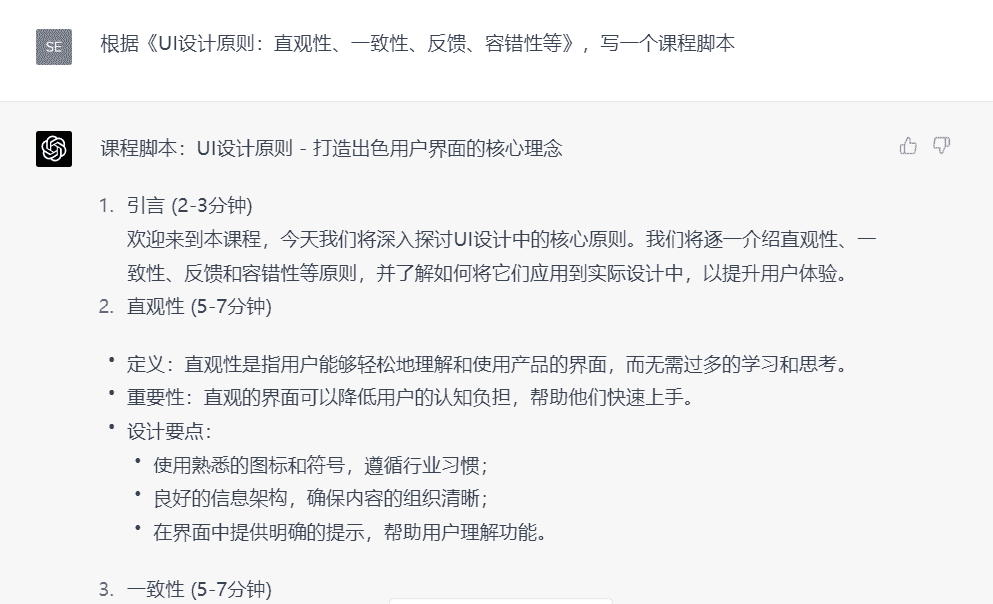 SE
根据《UI设计原则：直观性、一致性、反馈、容错性等》，写一个课程脚本
课程脚本：UI设计原则 - 打造出色用户界面的核心理念
1. 引言 (2-3分钟)
欢迎来到本课程，今天我们将深入探讨UI设计中的核心原则。我们将逐一介绍直观性、一
致性、反馈和容错性等原则，并了解如何将它们应用到实际设计中，以提升用户体验。
2. 直观性 (5-7分钟)
• 定义：直观性是指用户能够轻松地理解和使用产品的界面，而无需过多的学习和思考。
• 重要性：直观的界面可以降低用户的认知负担，帮助他们快速上手。
• 设计要点：
• 使用熟悉的图标和符号，遵循行业习惯；
• 良好的信息架构，确保内容的组织清晰；
• 在界面中提供明确的提示，帮助用户理解功能。
3. 一致性 (5-7分钟)